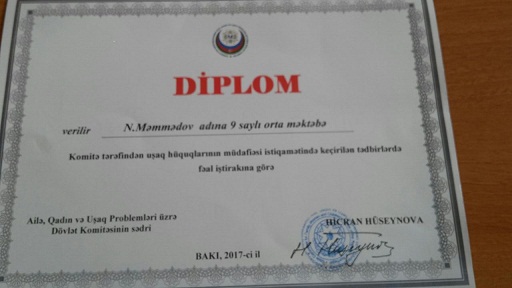 DİPLOM
verilir N.Məmmədov adına 9 saylı orta məktəbə
Komitə tərəfindən uşaq hüquqlarının müdafiəsi istiqamətində keçirilən tədbirlərdə
fəal iştirakına görə
Ailə, Qadın və Uşaq Problemləri üzrə
Dövlət Komitəsinin sədri
HİCRAN HÜSEYNOVA
H. Hüseynov
BAKI, 2017-ci il